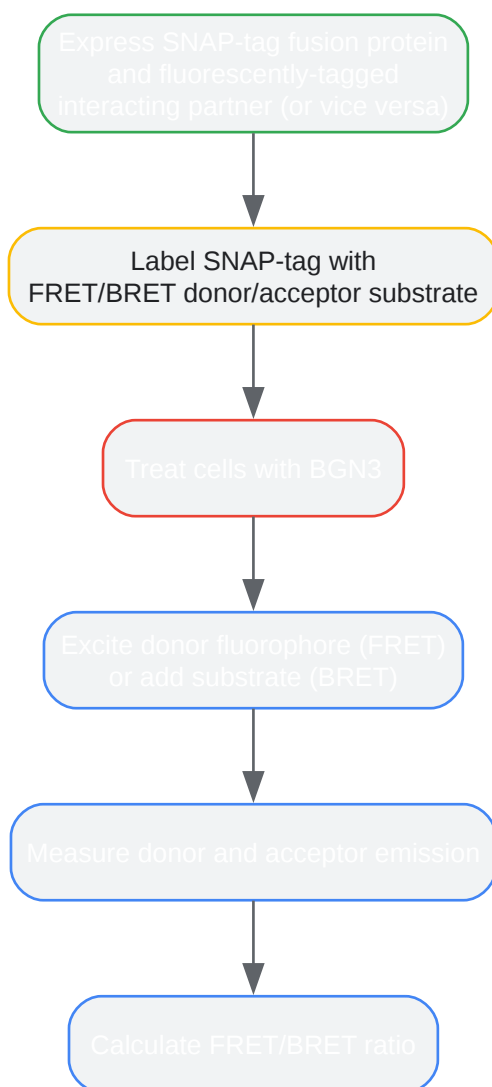 Express SNAP-tag fusion protein
and fluorescently-tagged
interacting partner (or vice versa)
Label SNAP-tag with
FRET/BRET donor/acceptor substrate
Treat cells with BGN3
Excite donor fluorophore (FRET)
or add substrate (BRET)
Measure donor and acceptor emission
Calculate FRET/BRET ratio